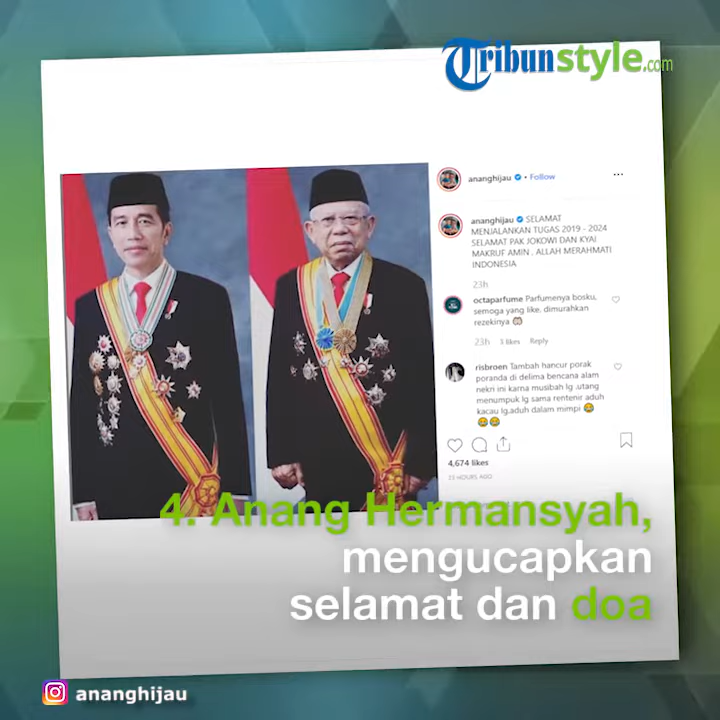 Tribunstyle.com
ananghijau • Follow
ananghijau SELAMAT
MENJALANKAN TUGAS 2019 - 2024
SELAMAT PAK JOKOWI DAN KYAI
MAKRUF AMIN . ALLAH MERAHMATI
INDONESIA
23h
octaparfume Parfumenya bosku,
semoga yang like, dimurahkan
rezekinya
23h 3 likes Reply
risbroen Tambah hancur porak
poranda di delima bencana alam
nekri ini karna musibah lg ,utang
menumpuk lg sama rentenir aduh
kacau lg,aduh dalam mimpi
4,674 likes
23 HOURS AGO
4. Anang Hermansyah,
mengucapkan
selamat dan doa
ananghijau